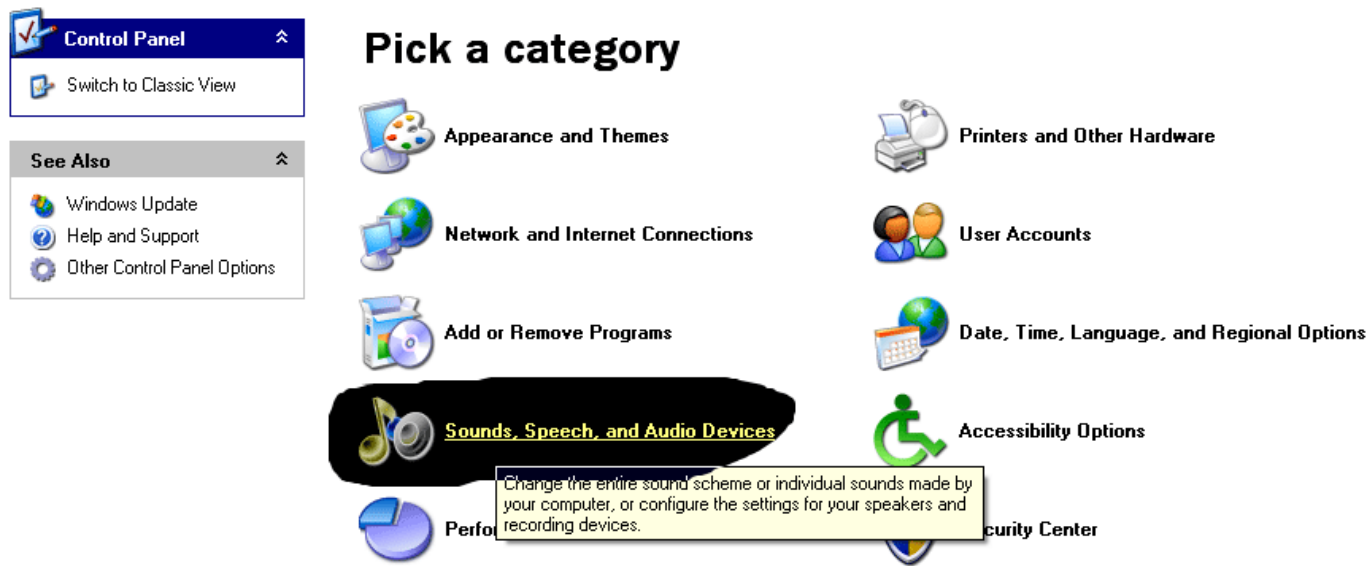 Control Panel
Switch to Classic View
See Also
Windows Update
Help and Support
Other Control Panel Options
Pick a category
Appearance and Themes
Printers and Other Hardware
Network and Internet Connections
User Accounts
Add or Remove Programs
Date, Time, Language, and Regional Options
Sounds, Speech, and Audio Devices
Accessibility Options
Change the entire sound scheme or individual sounds made by
your computer, or configure the settings for your speakers and
recording devices.